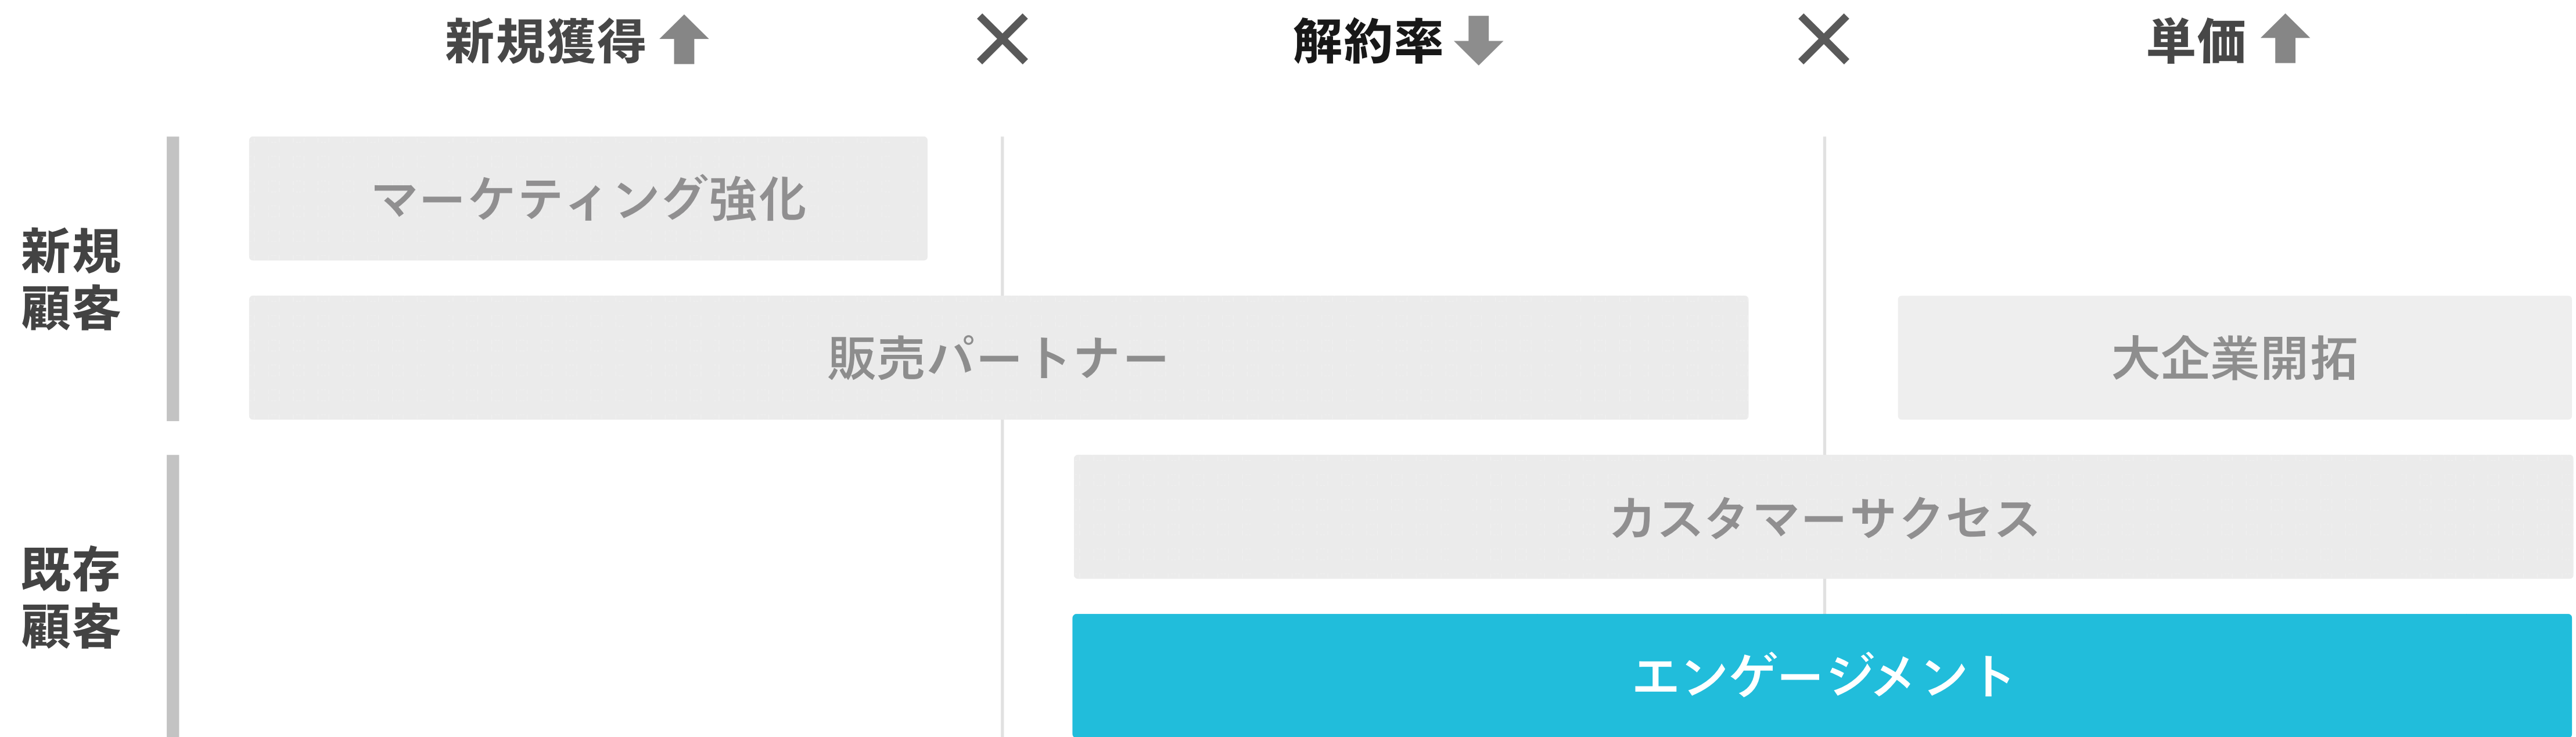 新規獲得 ↑ × 解約率 ↓ × 単価 ↑
新規
顧客
マーケティング強化
販売パートナー
大企業開拓
既存
顧客
カスタマーサクセス
エンゲージメント